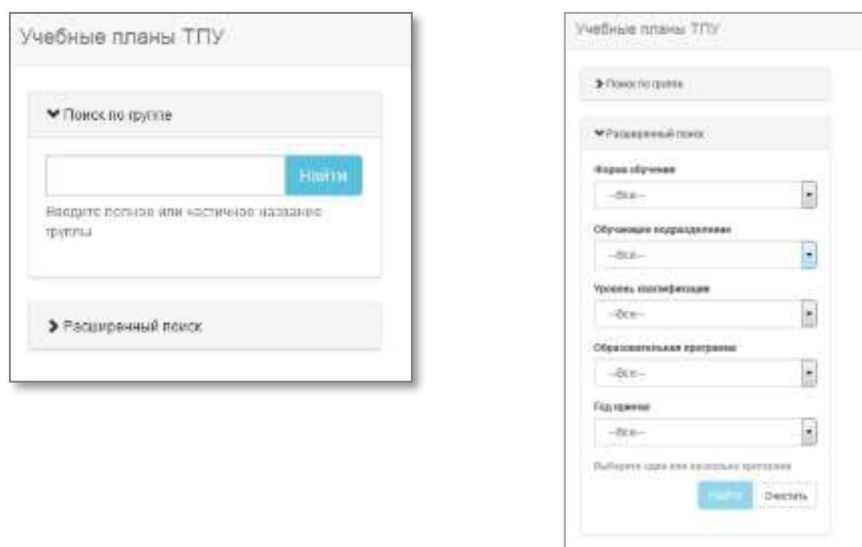 Учебные планы ТПУ
Поиск по группе
Найти
Введите полное или частичное название
группы
Расширенный поиск
Учебные планы ТПУ
Поиск по группе
Расширенный поиск
Форма обучения
--Все--
Обучающее подразделение
--Все--
Уровень квалификации
--Все--
Образовательная программа
--Все--
Год приема
--Все--
Выберите один или несколько критериев
Найти Очистить